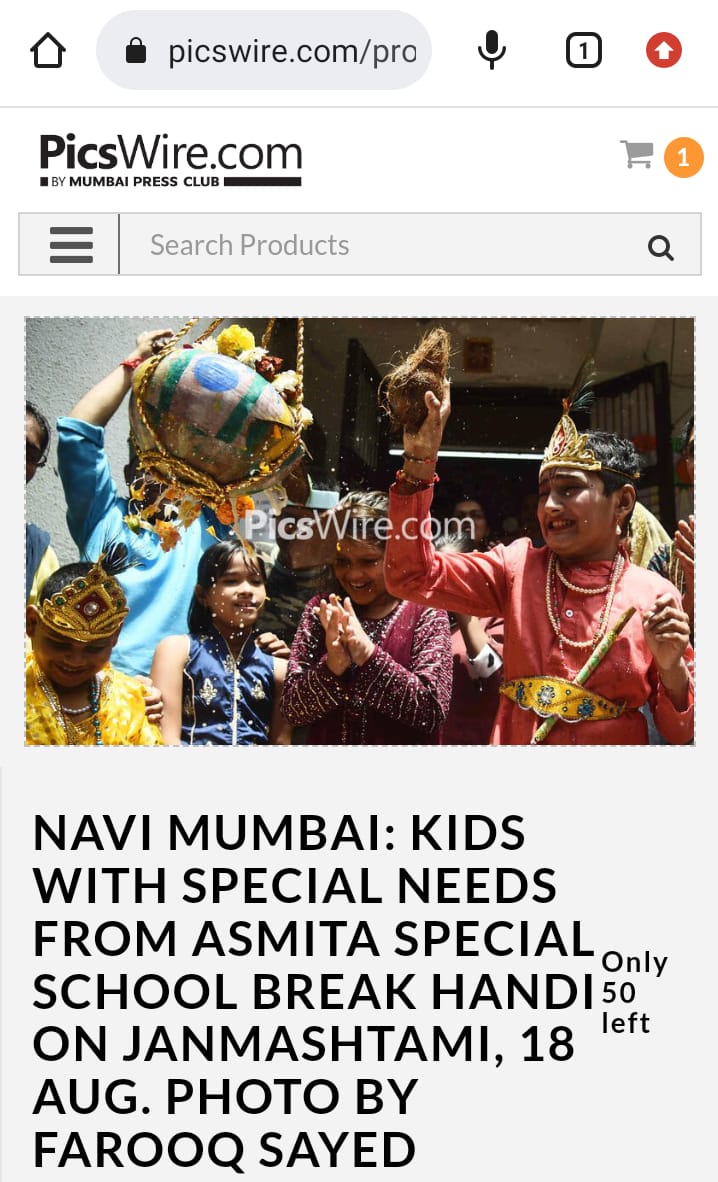 picswire.com/pro
1
PicsWire.com
BY MUMBAI PRESS CLUB
1
Search Products
PicsWire.com
NAVI MUMBAI: KIDS
WITH SPECIAL NEEDS
FROM ASMITA SPECIAL
SCHOOL BREAK HANDI
ON JANMASHTAMI, 18
AUG. PHOTO BY
FAROOQ SAYED
Only
50
left